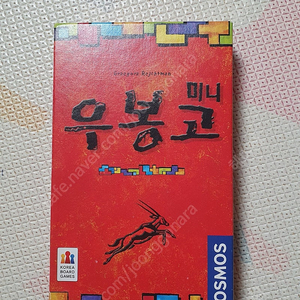 Grzegorz Rejchtman
미니
우봉고
KOREA
BOARD
GAMES
KOSMOS